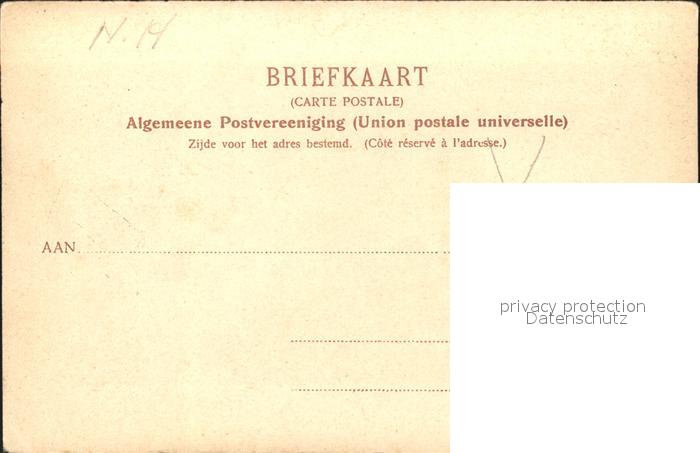 N. H
BRIEFKAART
(CARTE POSTALE)
Algemeene Postvereeniging (Union postale universelle)
Zijde voor het adres bestemd. (Côté réservé à l'adresse.)
AAN
privacy protection
Datenschutz